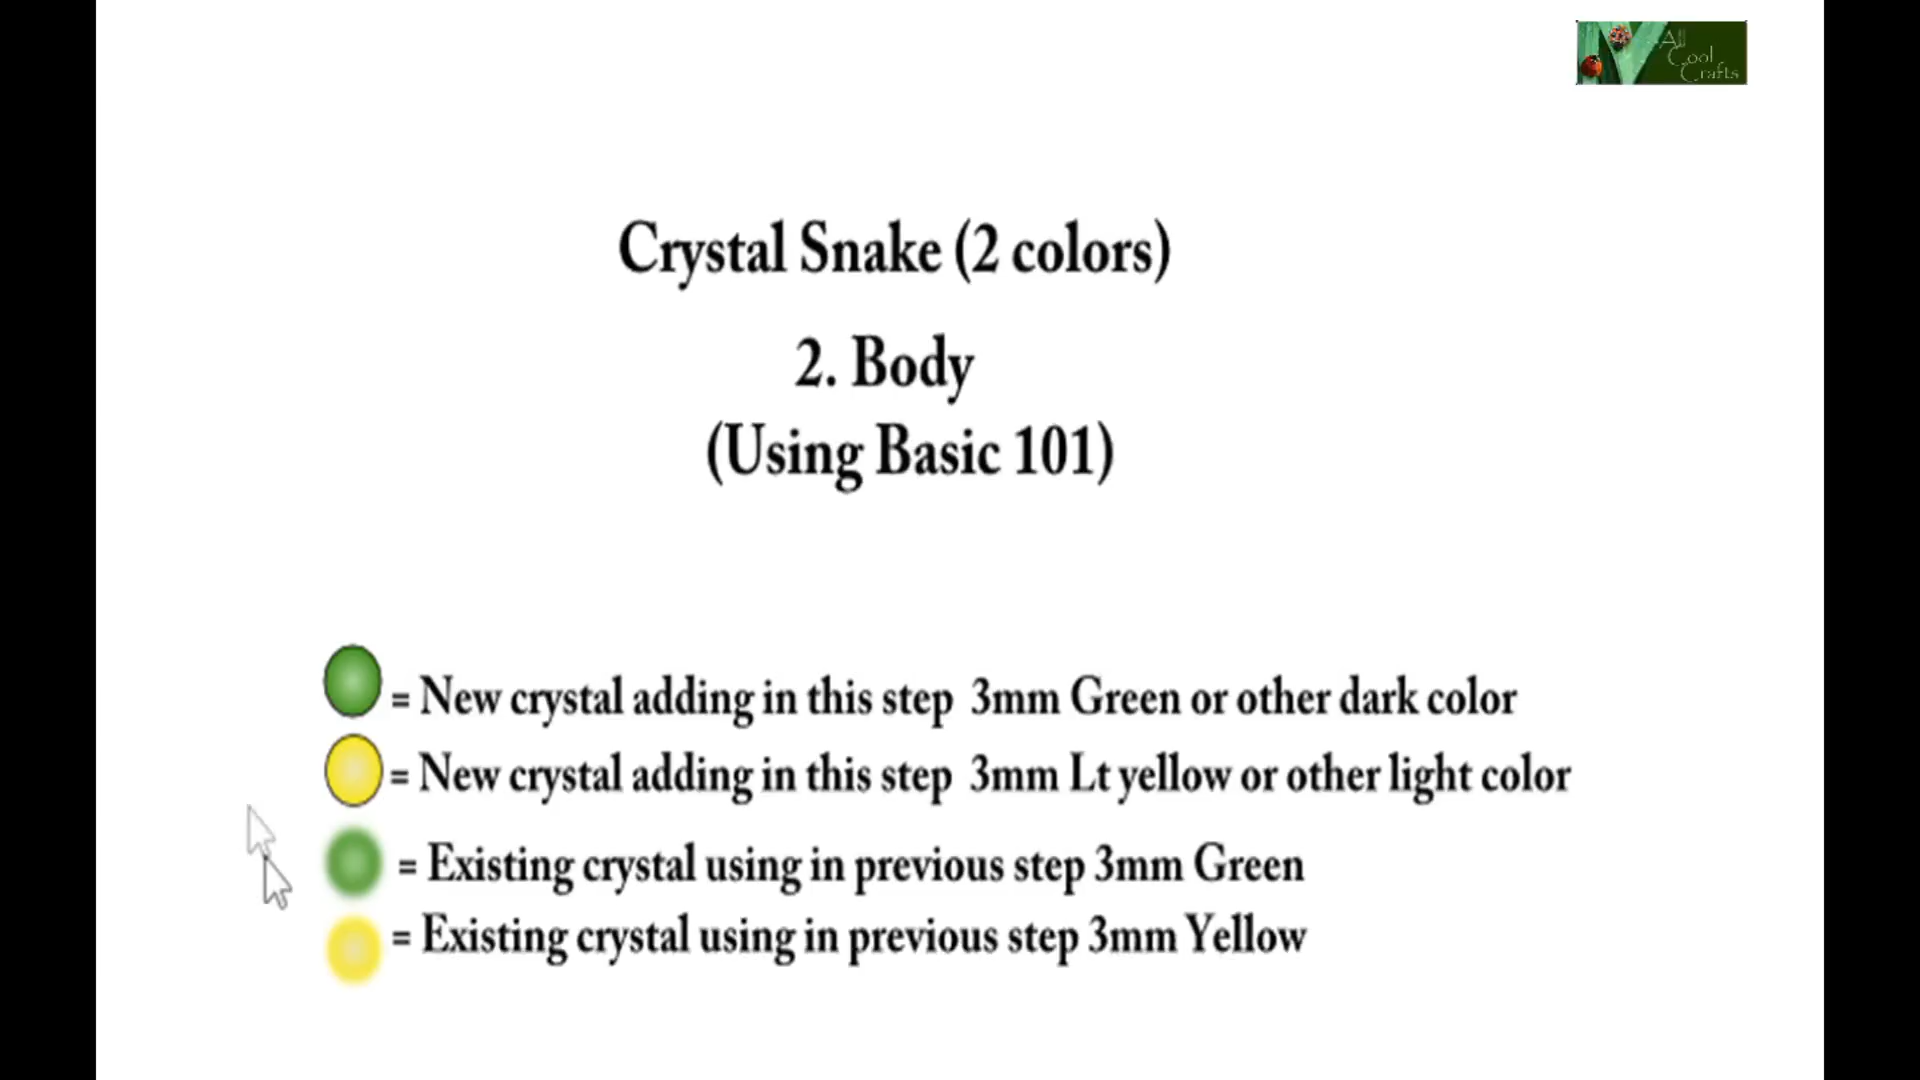 All
Cool
Crafts
Crystal Snake (2 colors)
2. Body
(Using Basic 101)
= New crystal adding in this step 3mm Green or other dark color
= New crystal adding in this step 3mm Lt yellow or other light color
= Existing crystal using in previous step 3mm Green
= Existing crystal using in previous step 3mm Yellow